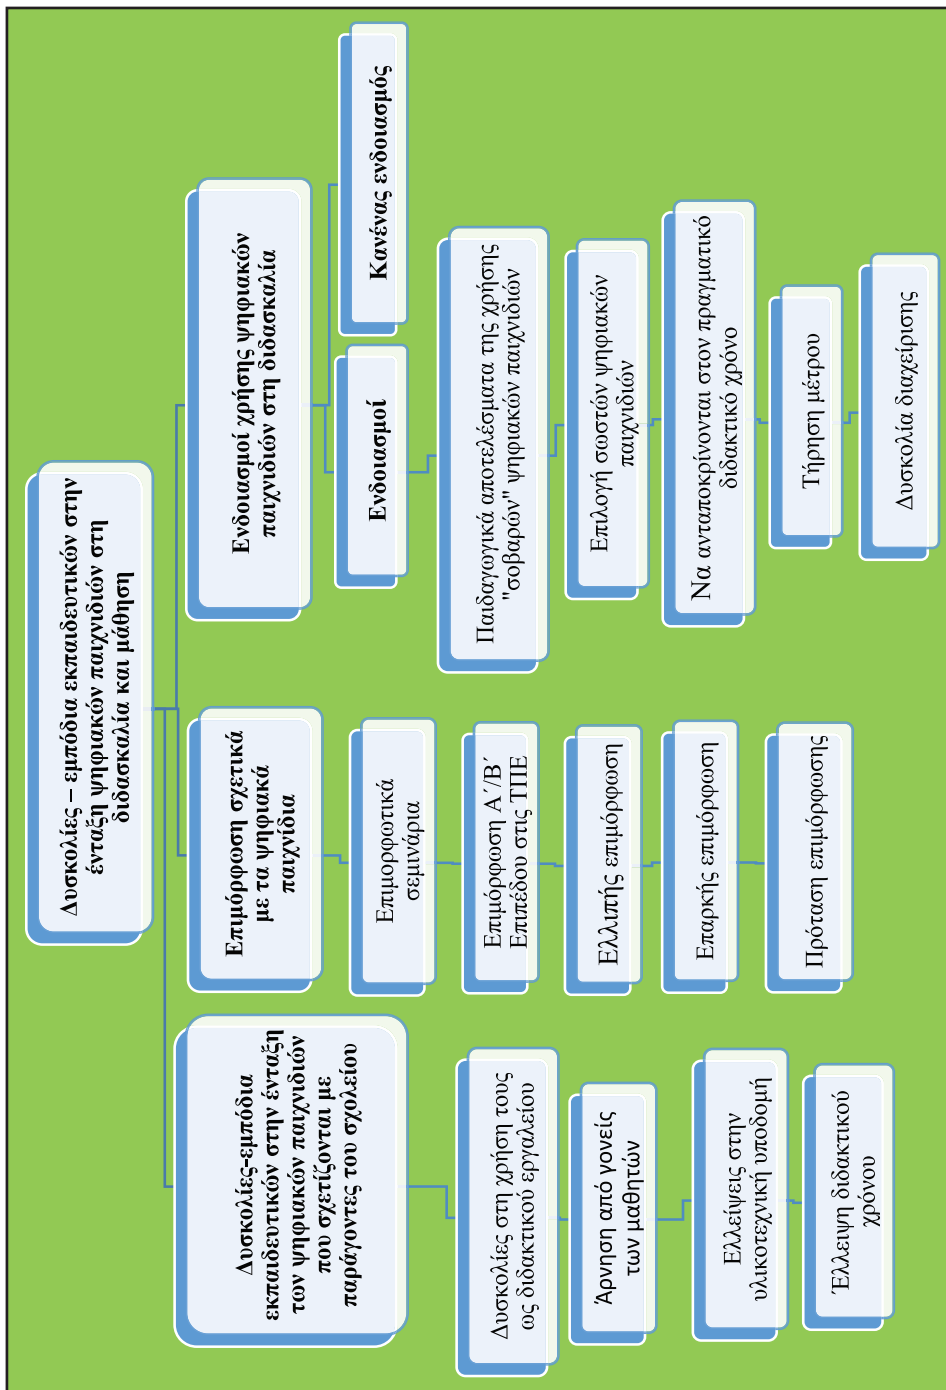 Δυσκολίες – εμπόδια εκπαιδευτικών στην
ένταξη ψηφιακών παιχνιδιών στη
διδασκαλία και μάθηση
Δυσκολίες-εμπόδια
εκπαιδευτικών στην ένταξη
των ψηφιακών παιχνιδιών
που σχετίζονται με
παράγοντες του σχολείου
Δυσκολίες στη χρήση τους
ως διδακτικού εργαλείου
Άρνηση από γονείς
των μαθητών
Ελλείψεις στην
υλικοτεχνική υποδομή
Έλλειψη διδακτικού
χρόνου
Επιμόρφωση σχετικά
με τα ψηφιακά
παιχνίδια
Επιμορφωτικά
σεμινάρια
Επιμόρφωση Α΄/Β΄
Επιπέδου στις ΤΠΕ
Ελλιπής επιμόρφωση
Επαρκής επιμόρφωση
Πρόταση επιμόρφωσης
Ενδοιασμοί χρήσης ψηφιακών
παιχνιδιών στη διδασκαλία
Ενδοιασμοί
Παιδαγωγικά αποτελέσματα της χρήσης
"σοβαρών" ψηφιακών παιχνιδιών
Επιλογή σωστών ψηφιακών
παιχνιδιών
Να ανταποκρίνονται στον πραγματικό
διδακτικό χρόνο
Τήρηση μέτρου
Δυσκολία διαχείρισης
Κανένας ενδοιασμός